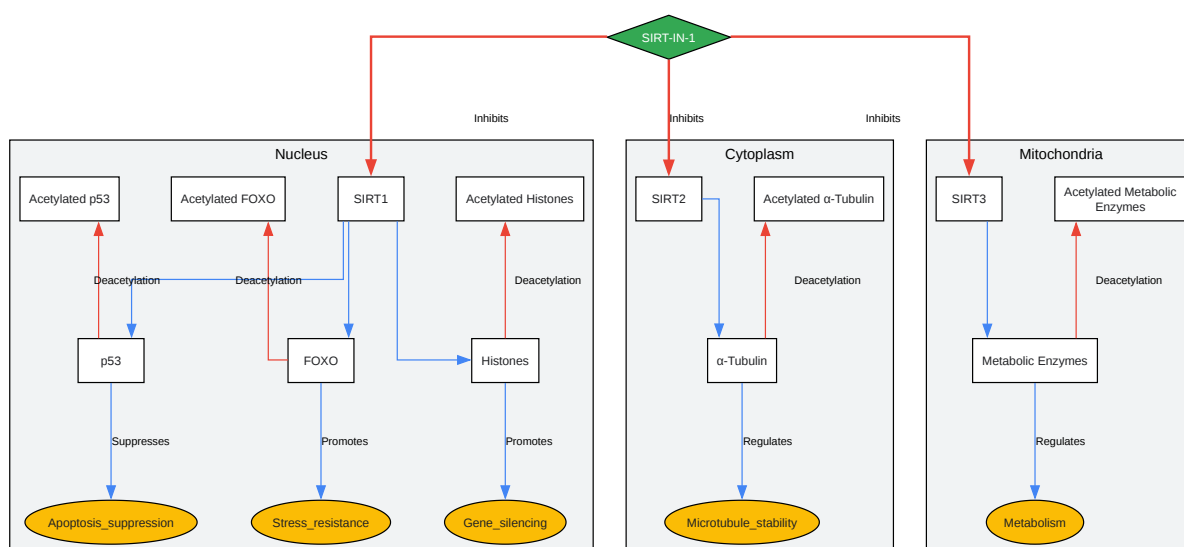 SIRT-IN-1
Inhibits
Inhibits
Inhibits
Nucleus
Cytoplasm
Mitochondria
Acetylated p53
Acetylated FOXO
SIRT1
Acetylated Histones
SIRT2
Acetylated α-Tubulin
SIRT3
Acetylated Metabolic
Enzymes
Deacetylation
Deacetylation
Deacetylation
Deacetylation
Deacetylation
p53
FOXO
Histones
α-Tubulin
Metabolic Enzymes
Suppresses
Promotes
Promotes
Regulates
Regulates
Apoptosis_suppression
Stress_resistance
Gene_silencing
Microtubule_stability
Metabolism